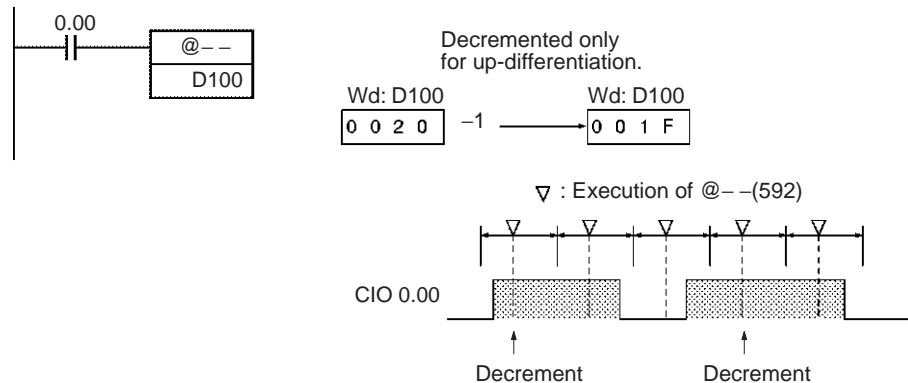 0.00
@− −
D100
Decremented only
for up-differentiation.
Wd: D100
Wd: D100
0 0 2 0
−1
0 0 1 F
: Execution of @− −(592)
CIO 0.00
Decrement
Decrement